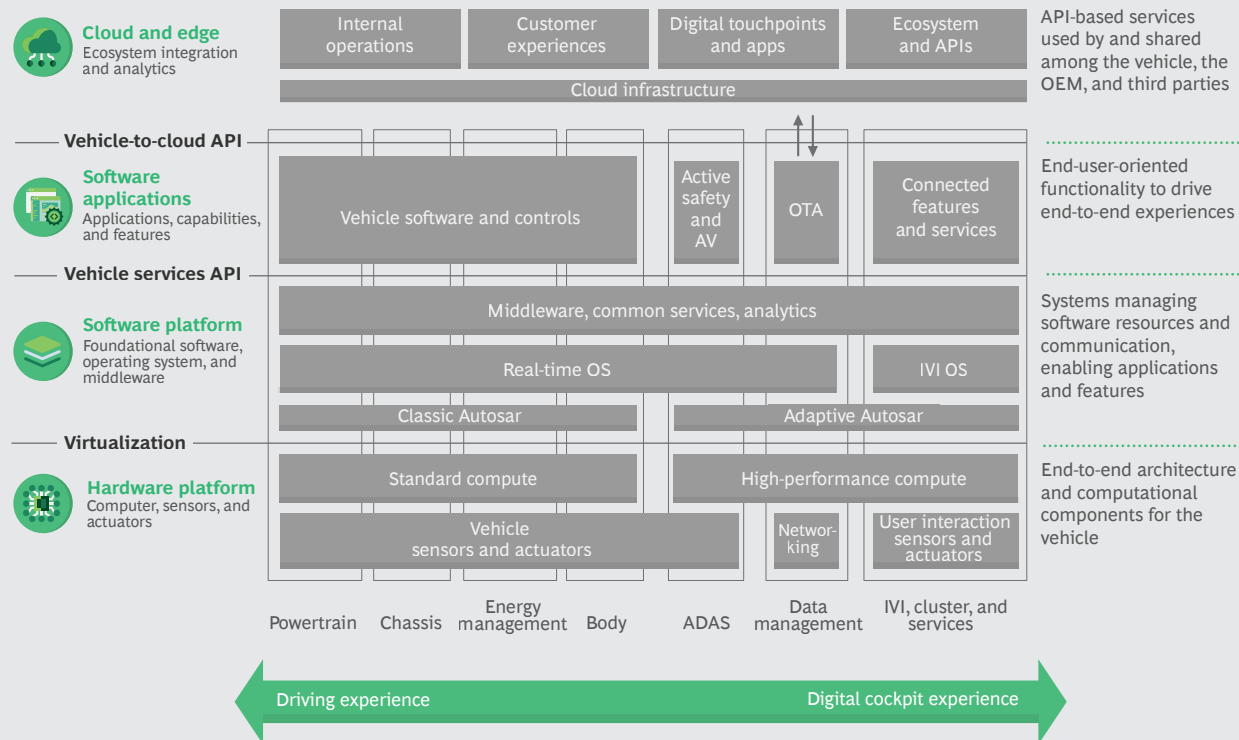 Cloud and edge
Ecosystem integration
and analytics
Internal
operations
Customer
experiences
Digital touchpoints
and apps
Ecosystem
and APIs
Cloud infrastructure
API-based services
used by and shared
among the vehicle, the
OEM, and third parties
Vehicle-to-cloud API
Software
applications
Applications, capabilities,
and features
Vehicle software and controls
Active
safety
and
AV
OTA
Connected
features
and services
End-user-oriented
functionality to drive
end-to-end experiences
Vehicle services API
Software platform
Foundational software,
operating system, and
middleware
Middleware, common services, analytics
Real-time OS
IVI OS
Classic Autosar
Adaptive Autosar
Systems managing
software resources and
communication,
enabling applications
and features
Virtualization
Hardware platform
Computer, sensors, and
actuators
Standard compute
High-performance compute
Vehicle
sensors and actuators
Networ-
king
User interaction
sensors and
actuators
End-to-end architecture
and computational
components for the
vehicle
Powertrain
Chassis
Energy
management
Body
ADAS
Data
management
IVI, cluster, and
services
Driving experience
Digital cockpit experience